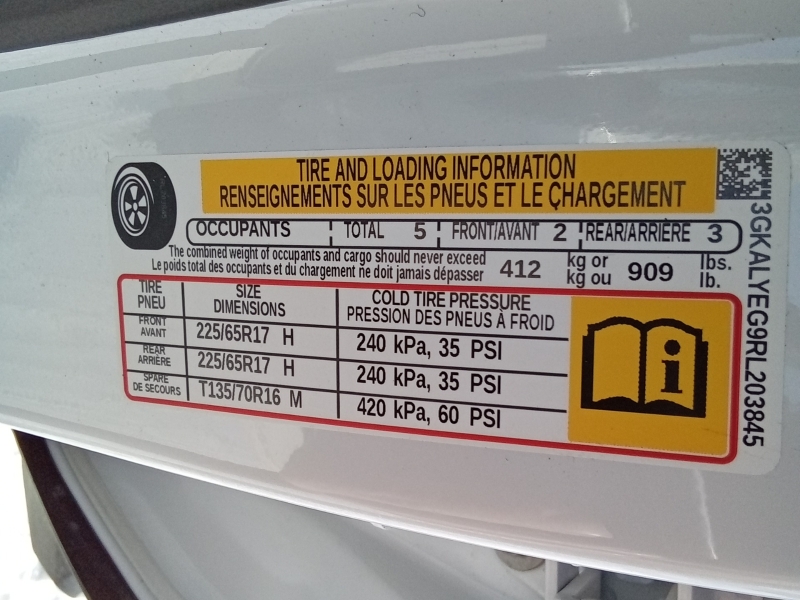 TIRE AND LOADING INFORMATION
RENSEIGNEMENTS SUR LES PNEUS ET LE CHARGEMENT
OCCUPANTS TOTAL 5 FRONT/AVANT 2 REAR/ARRIÈRE 3
The combined weight of occupants and cargo should never exceed
Le poids total des occupants et du chargement ne doit jamais dépasser
412 kg or 909 lbs.
kg ou lb.
TIRE SIZE COLD TIRE PRESSURE
PNEU DIMENSIONS PRESSION DES PNEUS À FROID
FRONT
AVANT 225/65R17 H 240 kPa, 35 PSI
REAR
ARRIÈRE 225/65R17 H 240 kPa, 35 PSI
SPARE
DE SECOURS T135/70R16 M 420 kPa, 60 PSI
i
3GKALYEG9RL203845